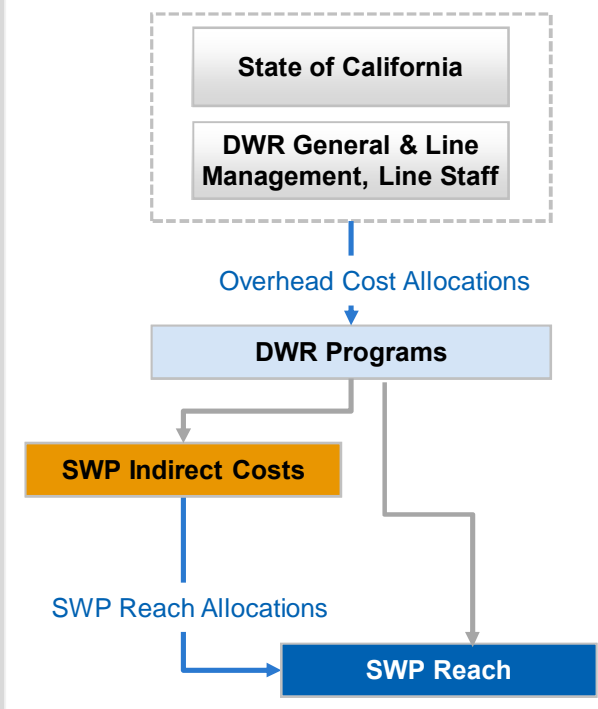 State of California
DWR General & Line
Management, Line Staff
Overhead Cost Allocations
DWR Programs
SWP Indirect Costs
SWP Reach Allocations
SWP Reach